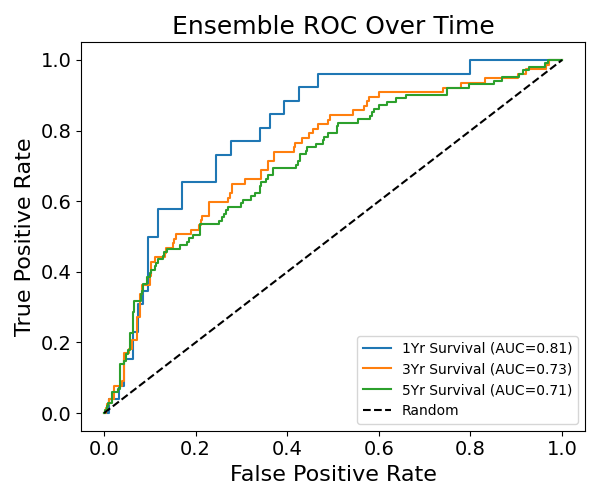 Ensemble ROC Over Time
True Positive Rate
1.0
0.8
0.6
0.4
0.2
0.0
0.0 0.2 0.4 0.6 0.8 1.0
False Positive Rate
1Yr Survival (AUC=0.81)
3Yr Survival (AUC=0.73)
5Yr Survival (AUC=0.71)
Random